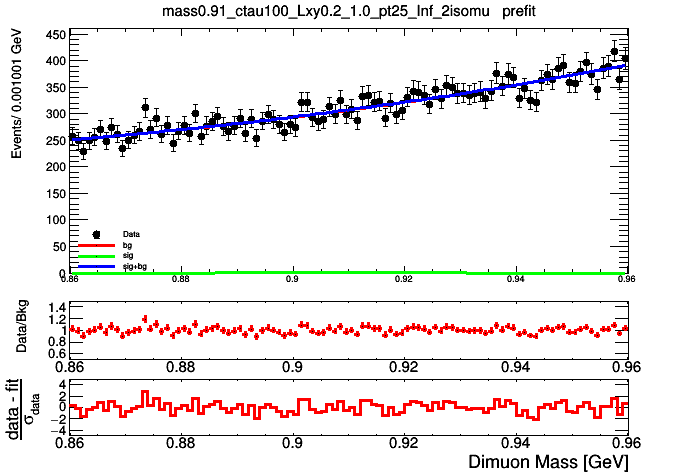 mass0.91_ctau100_Lxy0.2_1.0_pt25_Inf_2isomu prefit
Events/ 0.001001 GeV
450
400
350
300
250
200
150
100
50
0
Data
bg
sig
sig+bg
0.86 0.88 0.9 0.92 0.94 0.96
Data/Bkg
1.4
1.2
1
0.8
0.6
0.86 0.88 0.9 0.92 0.94 0.96
data - fit
σdata
4
2
0
−2
−4
0.86 0.88 0.9 0.92 0.94 0.96
Dimuon Mass [GeV]